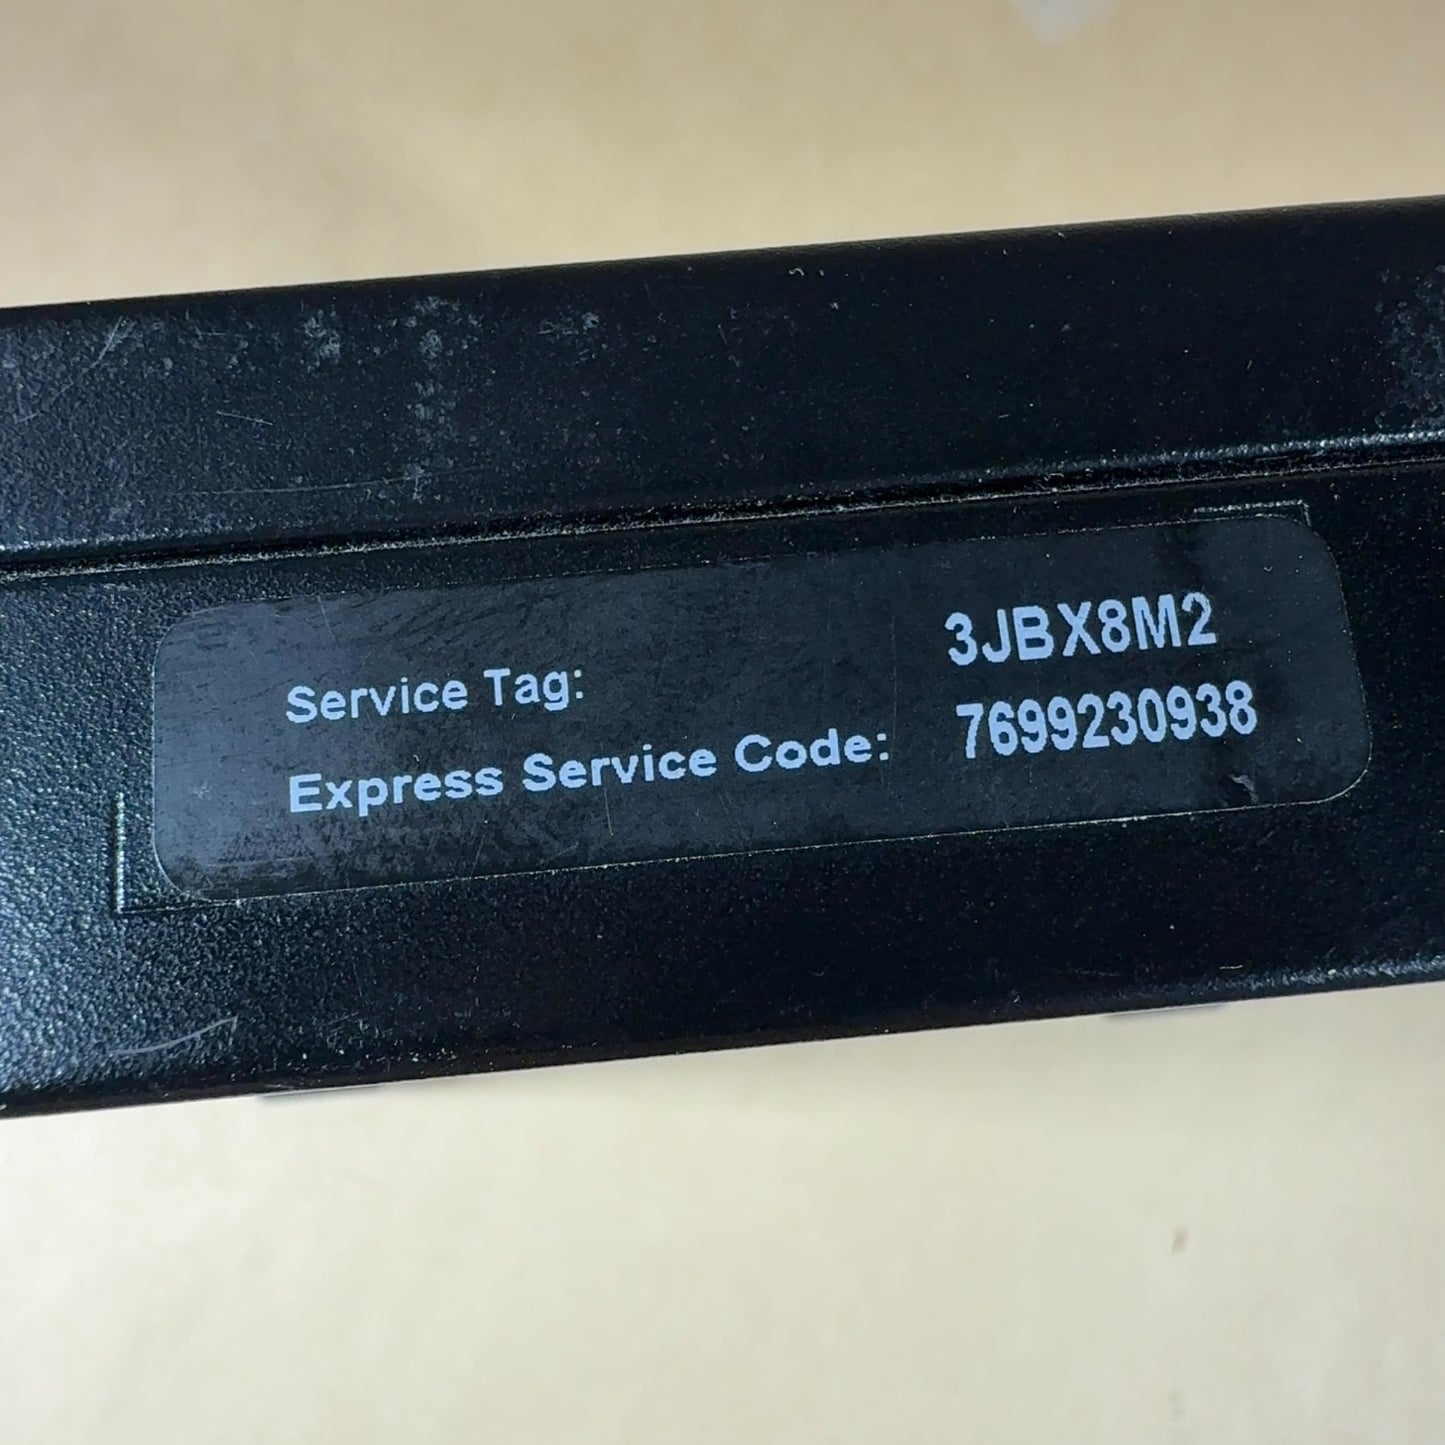 Service Tag: 3JBX8M2
Express Service Code: 7699230938